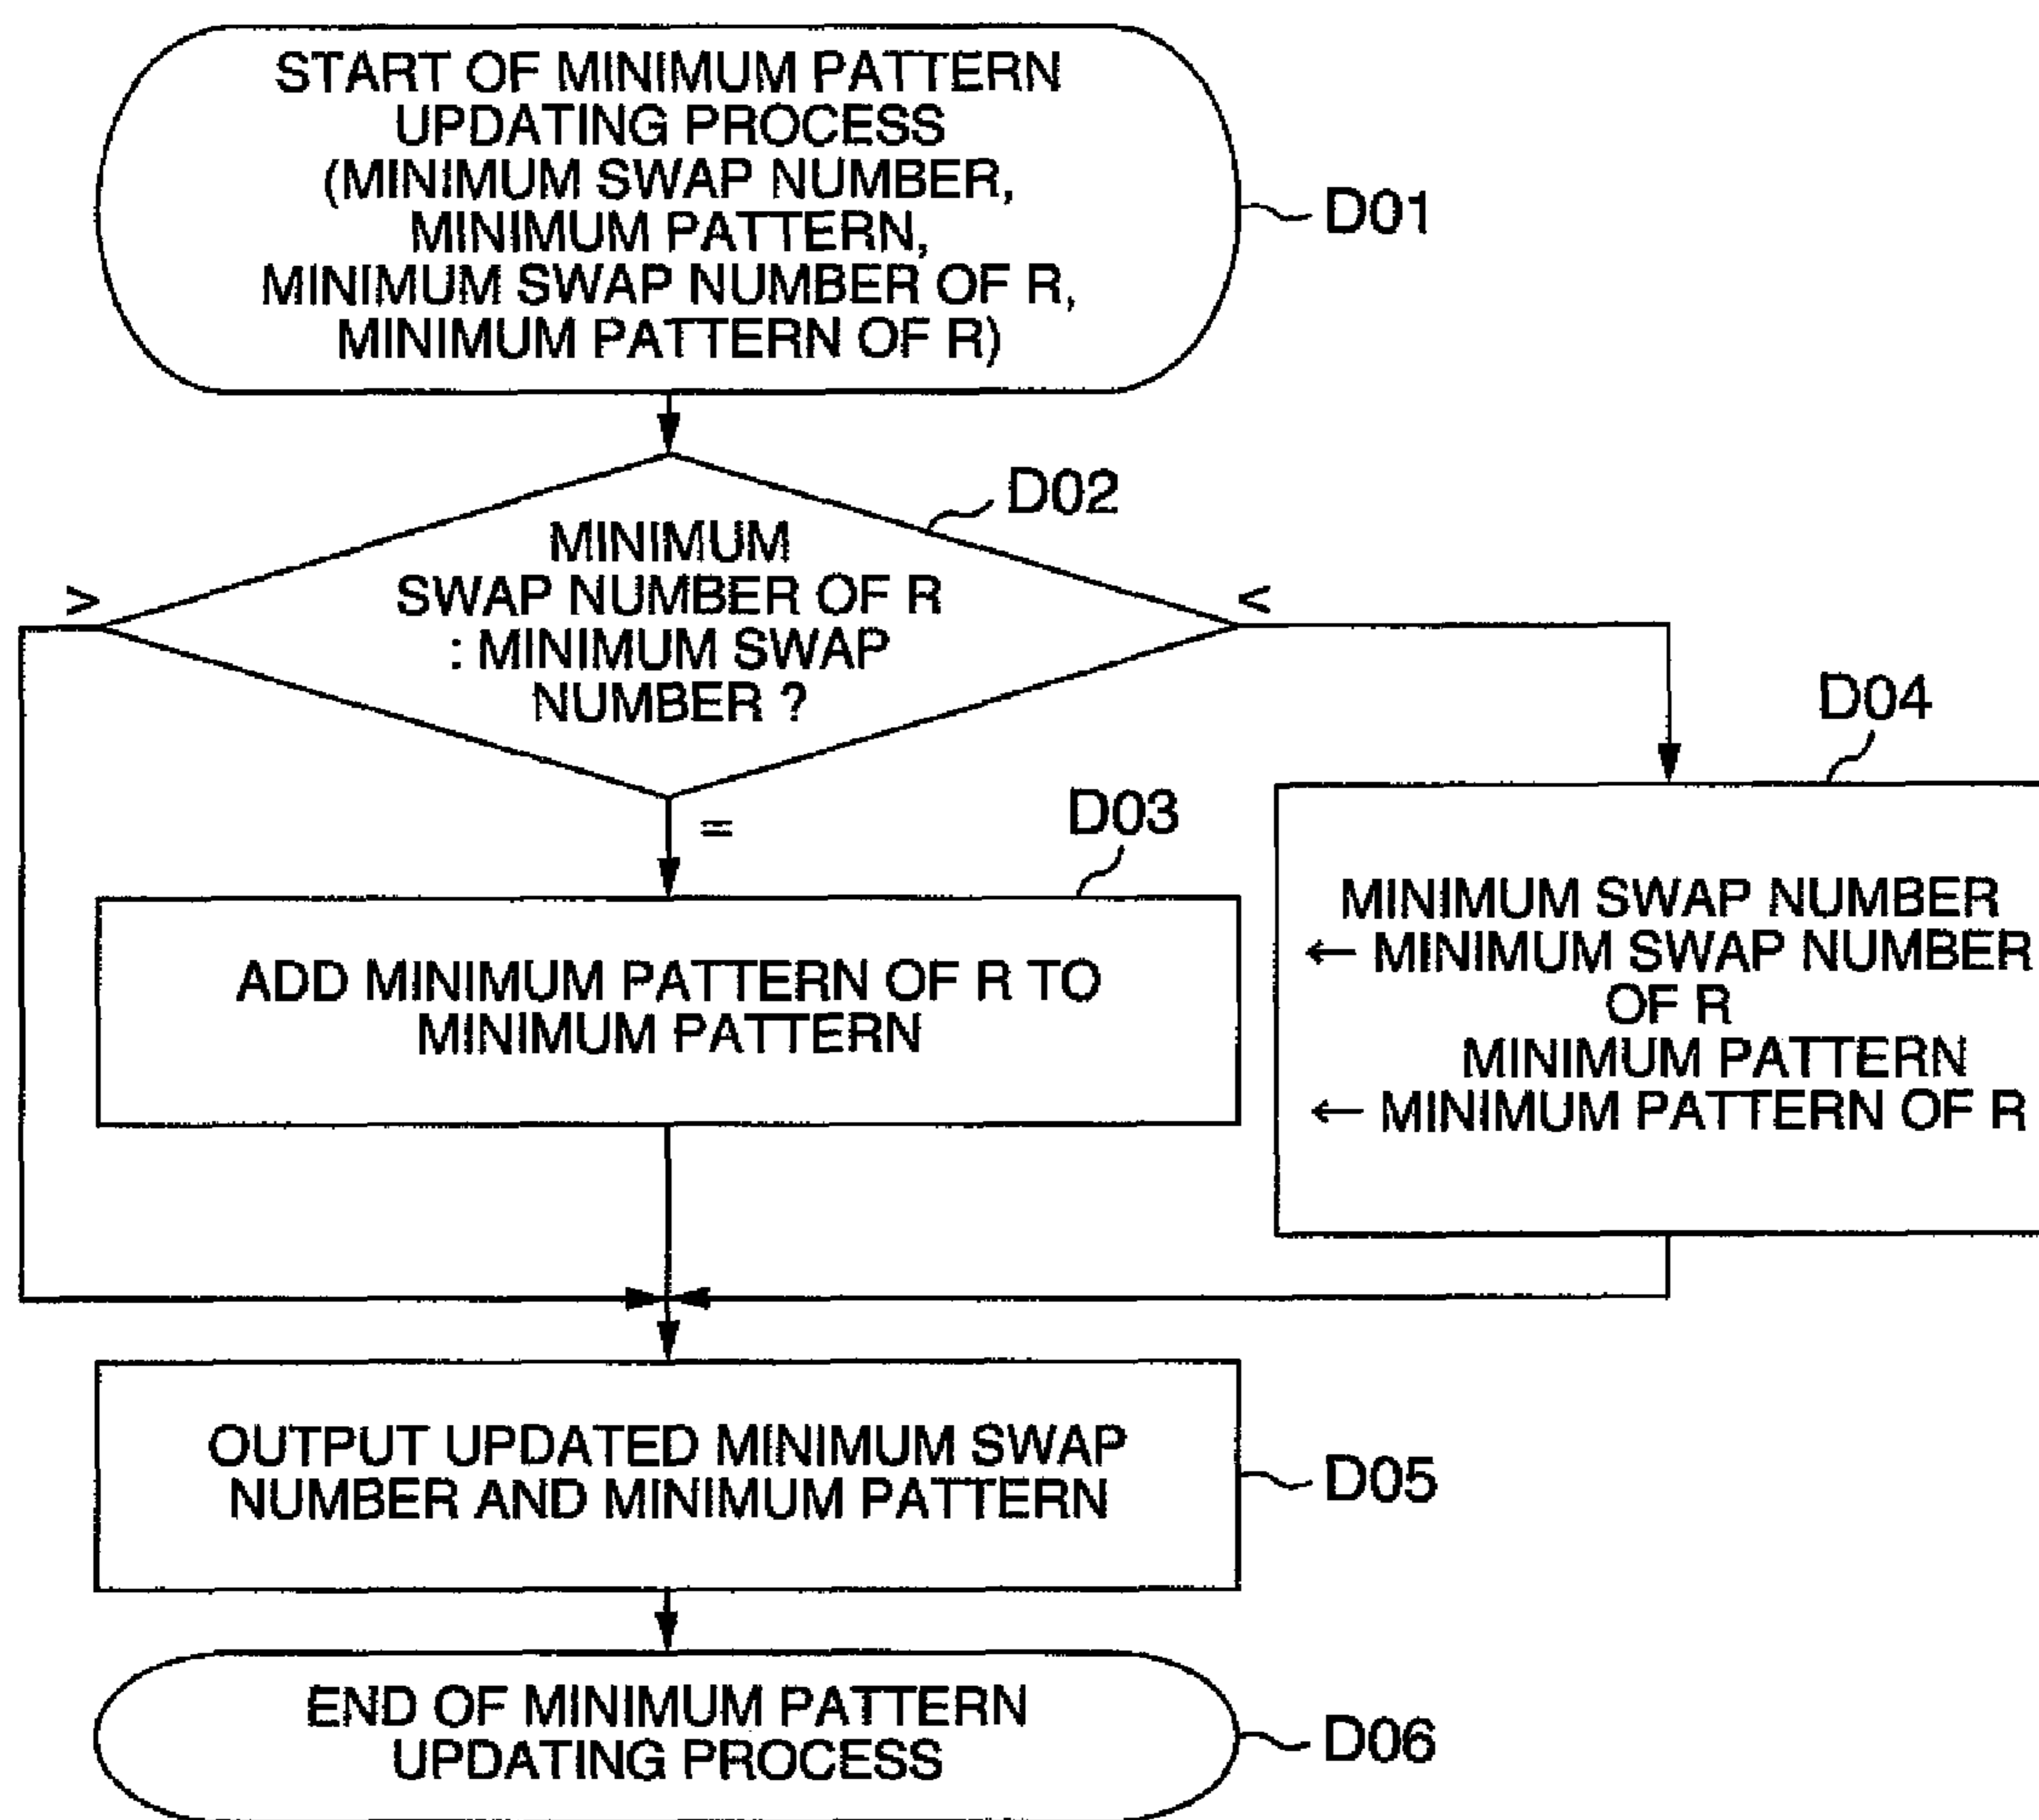 START OF MINIMUM PATTERN
UPDATING PROCESS
(MINIMUM SWAP NUMBER,
MINIMUM PATTERN,
MINIMUM SWAP NUMBER OF R,
MINIMUM PATTERN OF R)
D01
D02
MINIMUM
SWAP NUMBER OF R
: MINIMUM SWAP
NUMBER ?
>
<
=
D03
ADD MINIMUM PATTERN OF R TO
MINIMUM PATTERN
D04
MINIMUM SWAP NUMBER
← MINIMUM SWAP NUMBER
OF R
MINIMUM PATTERN
← MINIMUM PATTERN OF R
OUTPUT UPDATED MINIMUM SWAP
NUMBER AND MINIMUM PATTERN
D05
END OF MINIMUM PATTERN
UPDATING PROCESS
D06